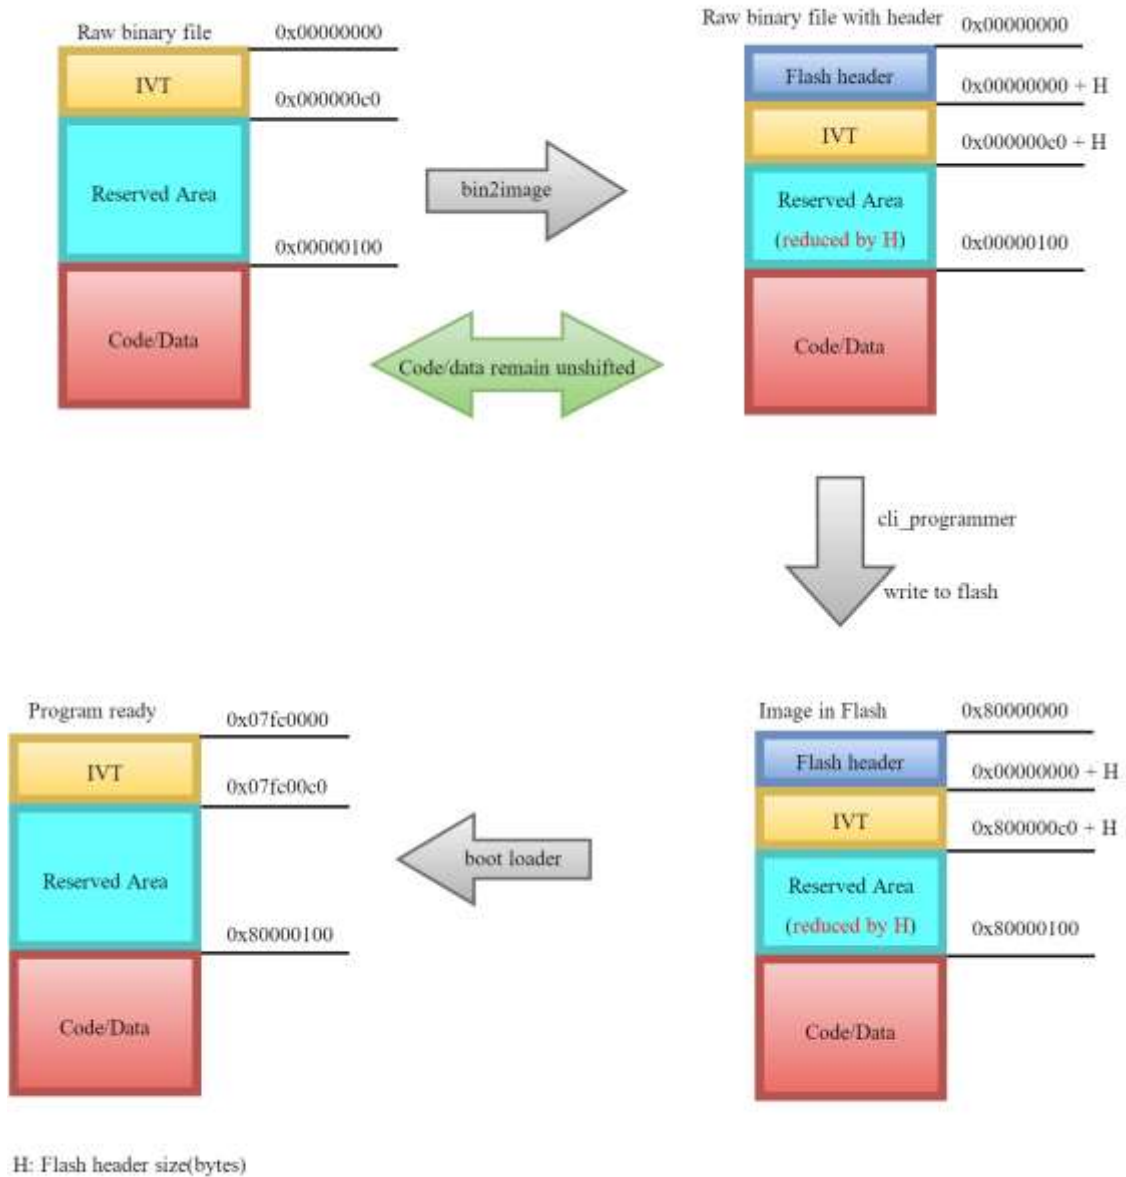 Raw binary file
0x00000000
IVT
0x000000c0
Reserved Area
0x00000100
Code/Data
bin2image
Code/data remain unshifted
Raw binary file with header
0x00000000
Flash header
0x00000000 + H
IVT
0x000000c0 + H
Reserved Area
(reduced by H)
0x00000100
Code/Data
cli_programmer
write to flash
Program ready
0x07fc0000
IVT
0x07fc00c0
Reserved Area
0x80000100
Code/Data
boot loader
Image in Flash
0x80000000
Flash header
0x00000000 + H
IVT
0x800000c0 + H
Reserved Area
(reduced by H)
0x80000100
Code/Data
H: Flash header size(bytes)